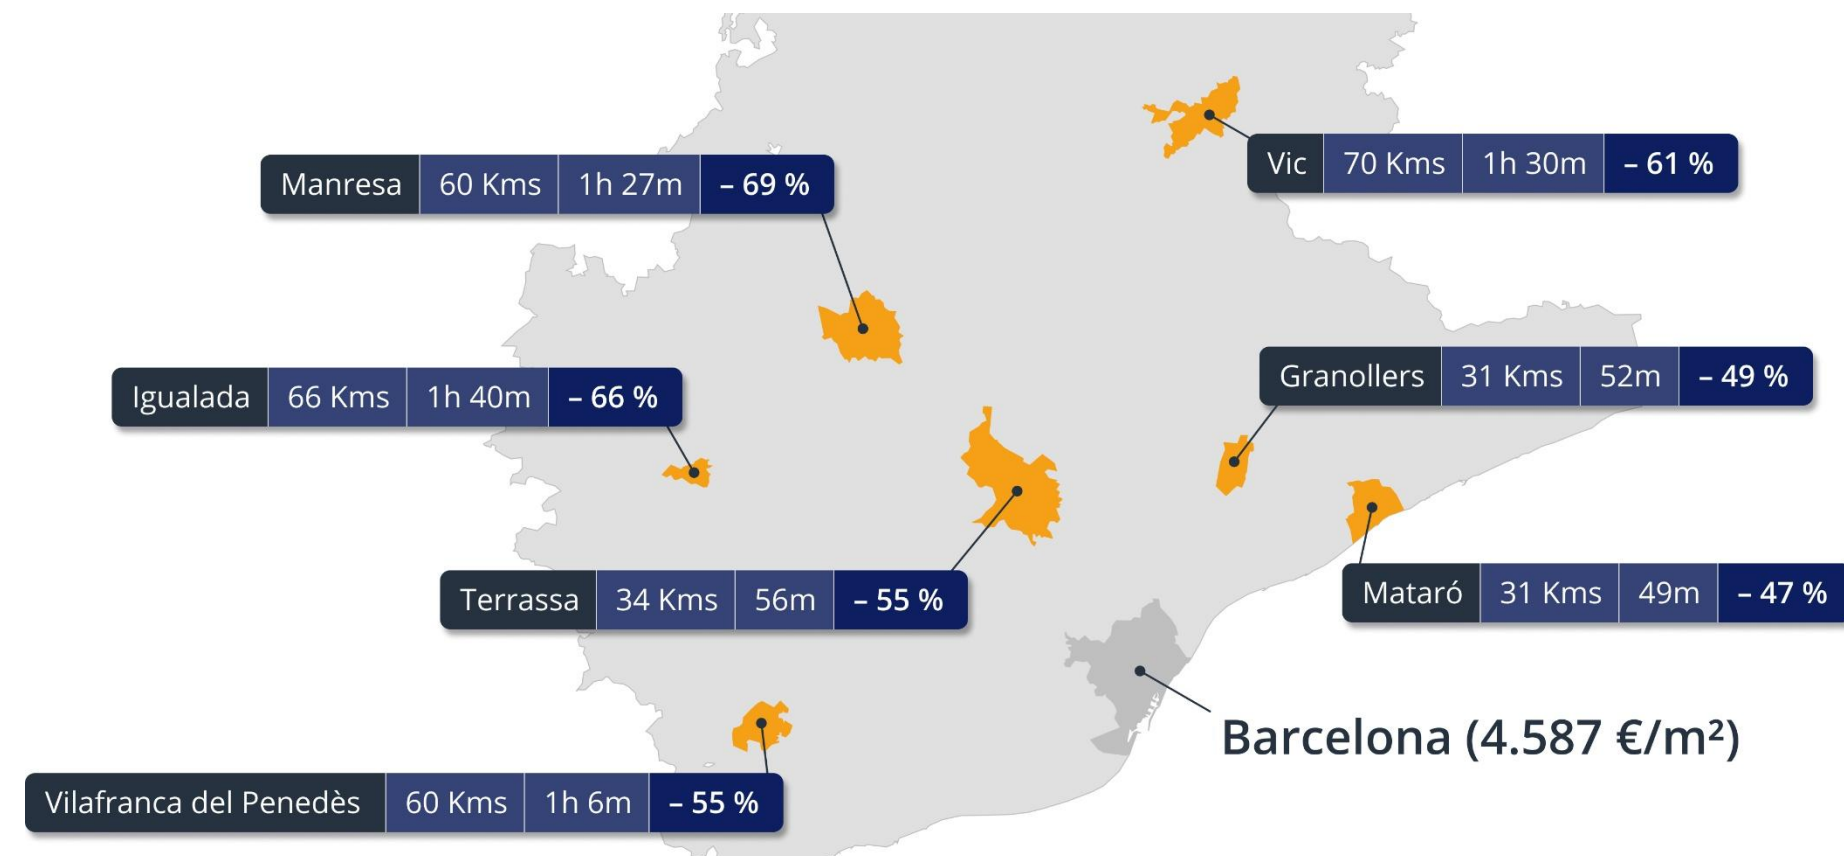 Vic 70 Kms 1h 30m – 61 %
Manresa 60 Kms 1h 27m – 69 %
Granollers 31 Kms 52m – 49 %
Igualada 66 Kms 1h 40m – 66 %
Terrassa 34 Kms 56m – 55 %
Mataró 31 Kms 49m – 47 %
Barcelona (4.587 €/m²)
Vilafranca del Penedès 60 Kms 1h 6m – 55 %